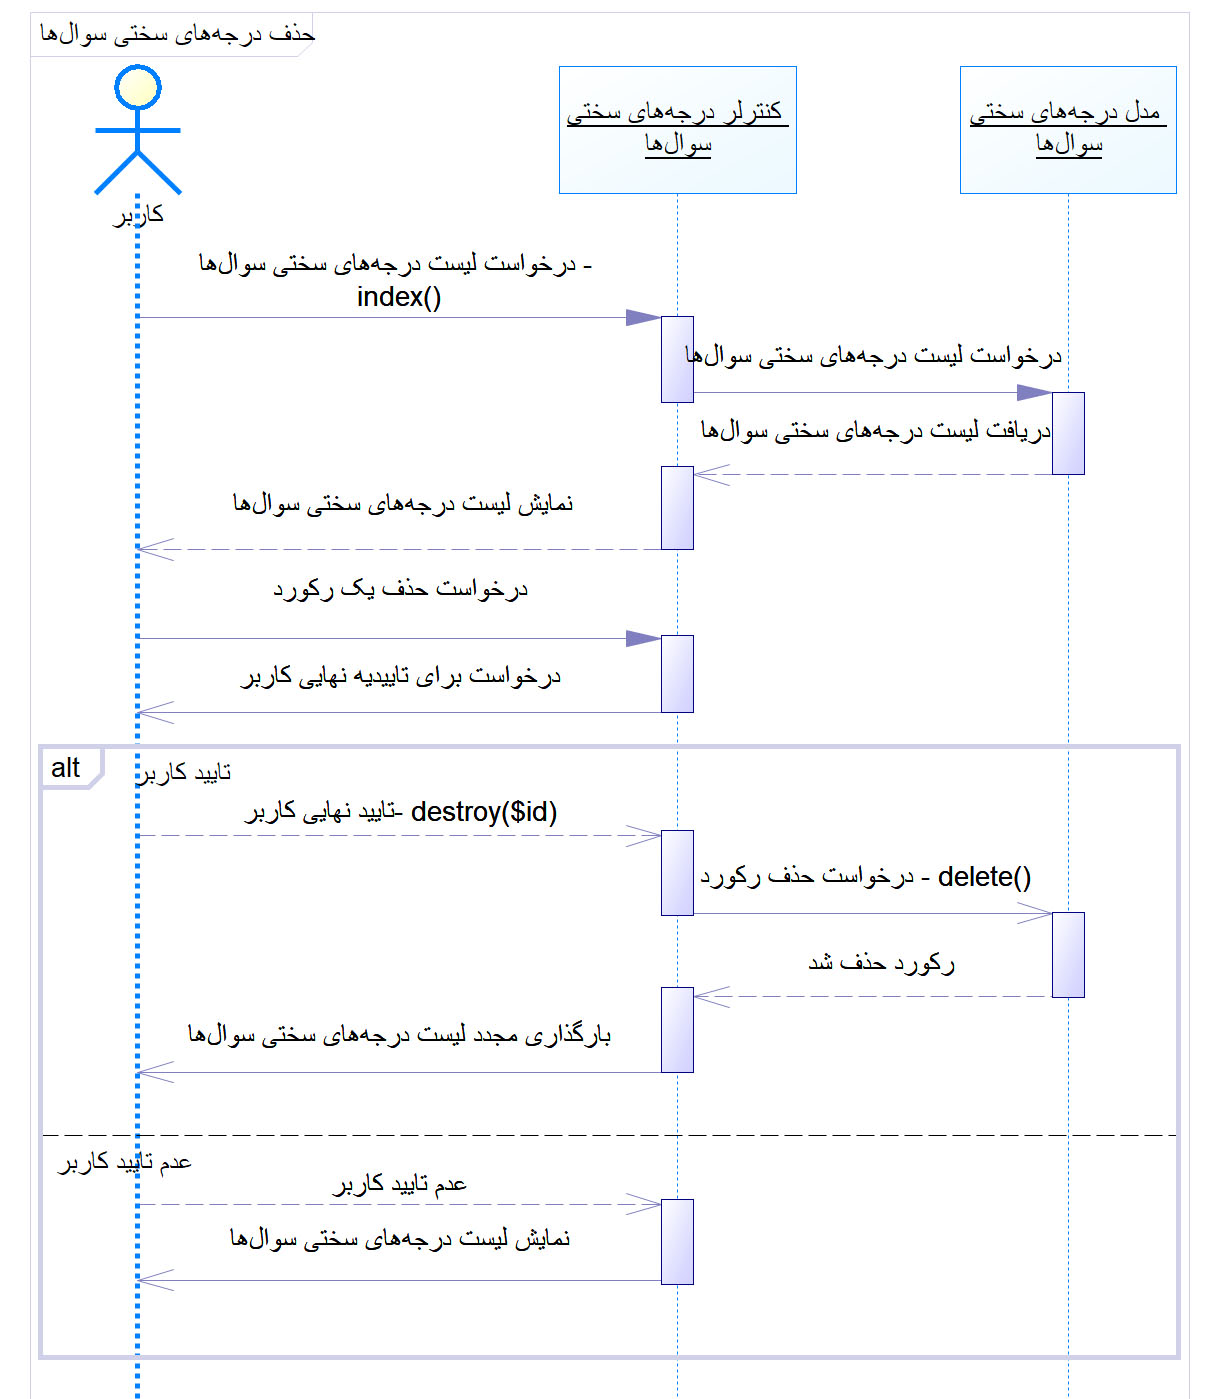 حذف درجه‌های سختی سوال‌ها
کنترلر درجه‌های سختی
سوال‌ها
مدل درجه‌های سختی
سوال‌ها
کاربر
درخواست لیست درجه‌های سختی سوال‌ها -
index()
درخواست لیست درجه‌های سختی سوال‌ها
دریافت لیست درجه‌های سختی سوال‌ها
نمایش لیست درجه‌های سختی سوال‌ها
درخواست حذف یک رکورد
درخواست برای تاییدیه نهایی کاربر
alt
تایید کاربر
تایید نهایی کاربر- destroy($id)
درخواست حذف رکورد - delete()
رکورد حذف شد
بارگذاری مجدد لیست درجه‌های سختی سوال‌ها
عدم تایید کاربر
عدم تایید کاربر
نمایش لیست درجه‌های سختی سوال‌ها